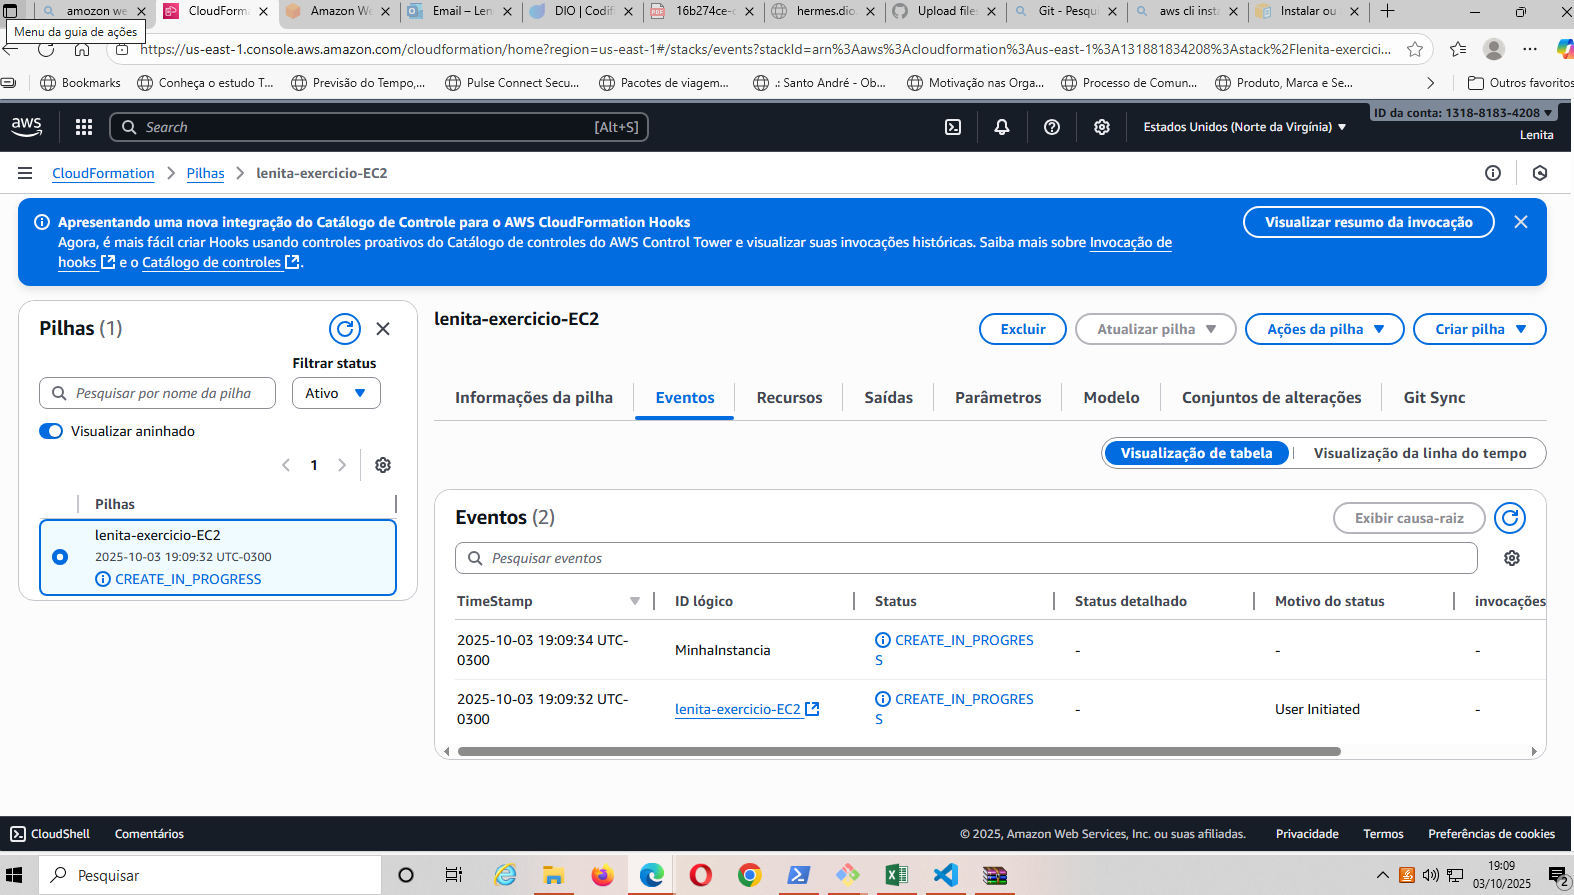 amozon we
CloudForm
Amazon We
Email – Len
DIO | Codif
16b274ce-
hermes.dio
Upload file
Git - Pesqu
aws cli inst
Instalar ou
Menu da guia de ações
https://us-east-1.console.aws.amazon.com/cloudformation/home?region=us-east-1#/stacks/events?stackId=arn%3Aaws%3Acloudformation%3Aus-east-1%3A131881834208%3Astack%2Flenita-exercici...
Bookmarks
Conheça o estudo T...
Previsão do Tempo,...
Pulse Connect Secu...
Pacotes de viagem...
.: Santo André - Ob...
Motivação nas Orga...
Processo de Comun...
Produto, Marca e Se...
Outros favoritos
aws
Search
[Alt+S]
Estados Unidos (Norte da Virgínia)
ID da conta: 1318-8183-4208
Lenita
CloudFormation
Pilhas
lenita-exercicio-EC2
Apresentando uma nova integração do Catálogo de Controle para o AWS CloudFormation Hooks
Agora, é mais fácil criar Hooks usando controles proativos do Catálogo de controles do AWS Control Tower e visualizar suas invocações históricas. Saiba mais sobre Invocação de
hooks e o Catálogo de controles .
Visualizar resumo da invocação
Pilhas (1)
Filtrar status
Pesquisar por nome da pilha
Ativo
Visualizar aninhado
1
Pilhas
lenita-exercicio-EC2
2025-10-03 19:09:32 UTC-0300
CREATE_IN_PROGRESS
lenita-exercicio-EC2
Excluir
Atualizar pilha
Ações da pilha
Criar pilha
Informações da pilha
Eventos
Recursos
Saídas
Parâmetros
Modelo
Conjuntos de alterações
Git Sync
Visualização de tabela
Visualização da linha do tempo
Eventos (2)
Exibir causa-raiz
Pesquisar eventos
TimeStamp
ID lógico
Status
Status detalhado
Motivo do status
invocações
2025-10-03 19:09:34 UTC-
0300
MinhaInstancia
CREATE_IN_PROGRES
S
-
-
-
2025-10-03 19:09:32 UTC-
0300
lenita-exercicio-EC2
CREATE_IN_PROGRES
S
-
User Initiated
-
CloudShell
Comentários
© 2025, Amazon Web Services, Inc. ou suas afiliadas.
Privacidade
Termos
Preferências de cookies
Pesquisar
19:09
03/10/2025
2